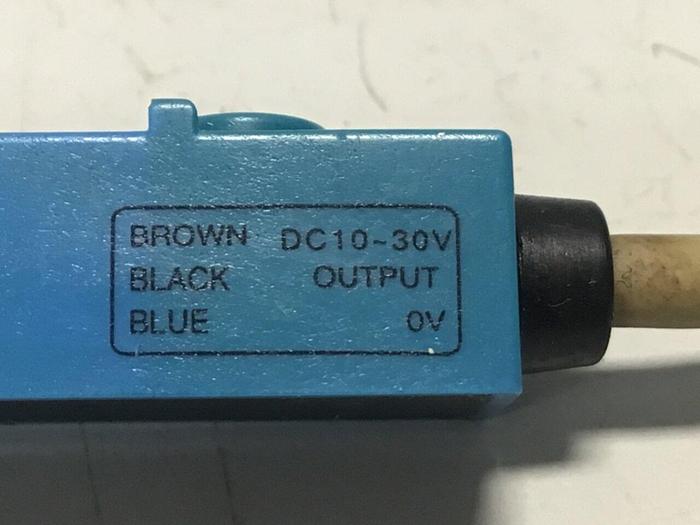 BROWN DC10~30V
BLACK OUTPUT
BLUE 0V